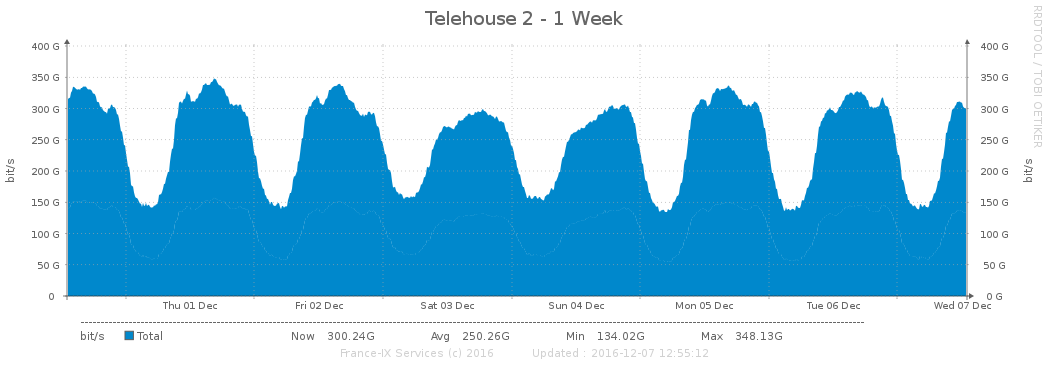 Telehouse 2 - 1 Week
RRDTOOL / TOBI OETIKER
400 G 400 G
350 G 350 G
300 G 300 G
250 G 250 G
200 G 200 G
150 G 150 G
100 G 100 G
50 G 50 G
0 0 G
bit/s bit/s
Thu 01 Dec Fri 02 Dec Sat 03 Dec Sun 04 Dec Mon 05 Dec Tue 06 Dec Wed 07 Dec
bit/s Total Now 300.24G Avg 250.26G Min 134.02G Max 348.13G
France-IX Services (c) 2016 Updated : 2016-12-07 12:55:12